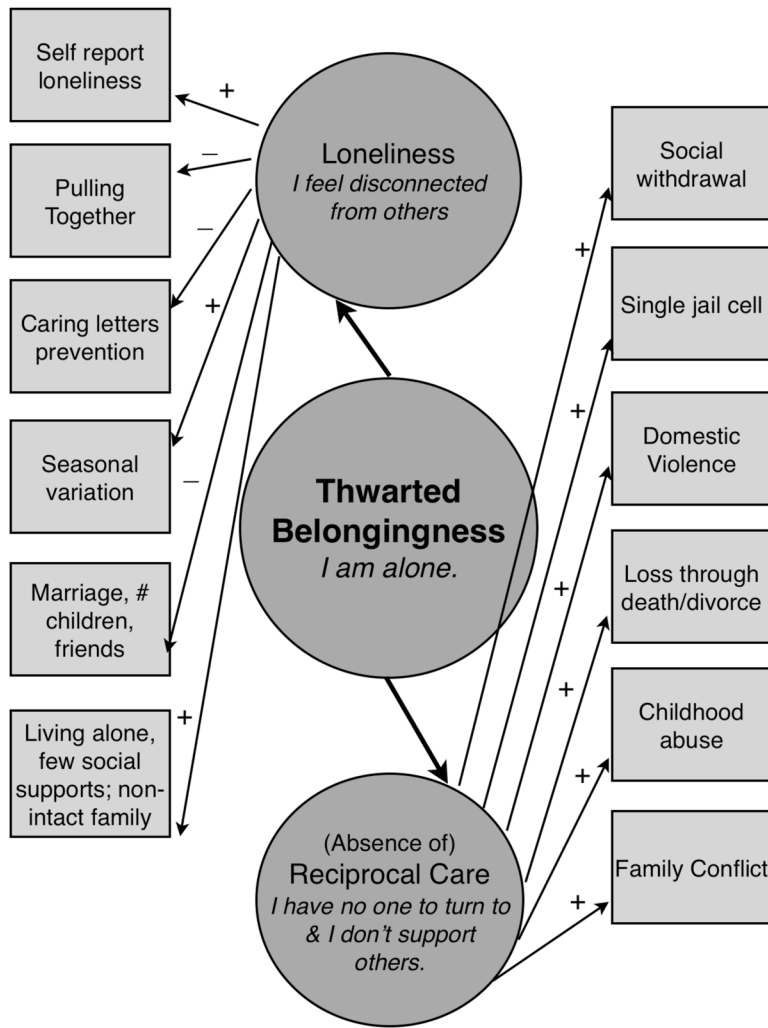 Self report
loneliness
+
Pulling
Together
–
Caring letters
prevention
–
Seasonal
variation
+
Marriage, #
children,
friends
–
Living alone,
few social
supports; non-
intact family
+
Loneliness
I feel disconnected
from others
Thwarted
Belongingness
I am alone.
(Absence of)
Reciprocal Care
I have no one to turn to
& I don't support
others.
Social
withdrawal
+
Single jail cell
+
Domestic
Violence
+
Loss through
death/divorce
+
Childhood
abuse
+
Family Conflict
+